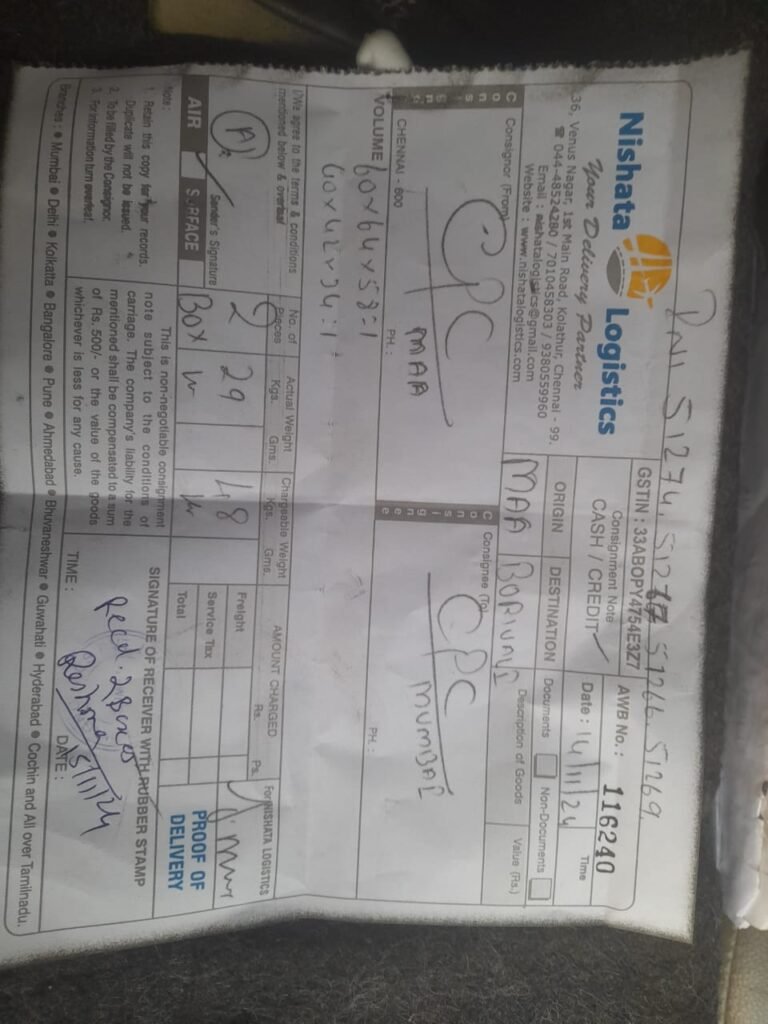 51274, 51277 51266, 51269,
Nishata Logistics
Your Delivery Partner
36, Venus Nagar, 1st Main Road, Kolathur, Chennai - 99.
☎ 044-48524280 / 7010458303 / 9380559960
Email : nishatalogistics@gmail.com
Website : www.nishatalogistics.com
GSTIN : 33ABOPY4754E3Z7
Consignment Note
CASH / CREDIT ✓
AWB No.: 116240
Date : 14/11/24
Time
ORIGIN
MAA
DESTINATION
Documents
Non-Documents
Description of Goods
Value (Rs.)
Consignor
Consignor (From)
CPC
MAA
CHENNAI - 600
PH. :
Consignee
Consignee (To)
CPC
MUMBAI
PH. :
VOLUME
60 x 64 x 58 = 1
60 x 42 x 34 = 1
I/We agree to the terms & conditions
mentioned below & overleaf
Sender's Signature
AIR ✓ SURFACE
No. of
Pieces
2
Box
Actual Weight
Kgs. Gms.
29
Chargeable Weight
Kgs. Gms.
48
AMOUNT CHARGED
Rs. Ps.
Freight
Service Tax
Total
For NISHATA LOGISTICS
PROOF OF
DELIVERY
Note :
1. Retain this copy for your records.
Duplicate will not be issued.
2. To be filled by the Consignor.
3. For information turn overleaf.
This is non-negotiable consignment
note subject to the conditions of
carriage. The company's liability for the
mentioned shall be compensated to a sum
of Rs. 500/- or the value of the goods
whichever is less for any cause.
SIGNATURE OF RECEIVER WITH RUBBER STAMP
Recd. 2 Boxes
Reshma
15/11/24
TIME :
DATE :
Branches : ● Mumbai ● Delhi ● Kolkatta ● Bangalore ● Pune ● Ahmedabad ● Bhuvaneshwar ● Guwahati ● Hyderabad ● Cochin and All over Tamilnadu.